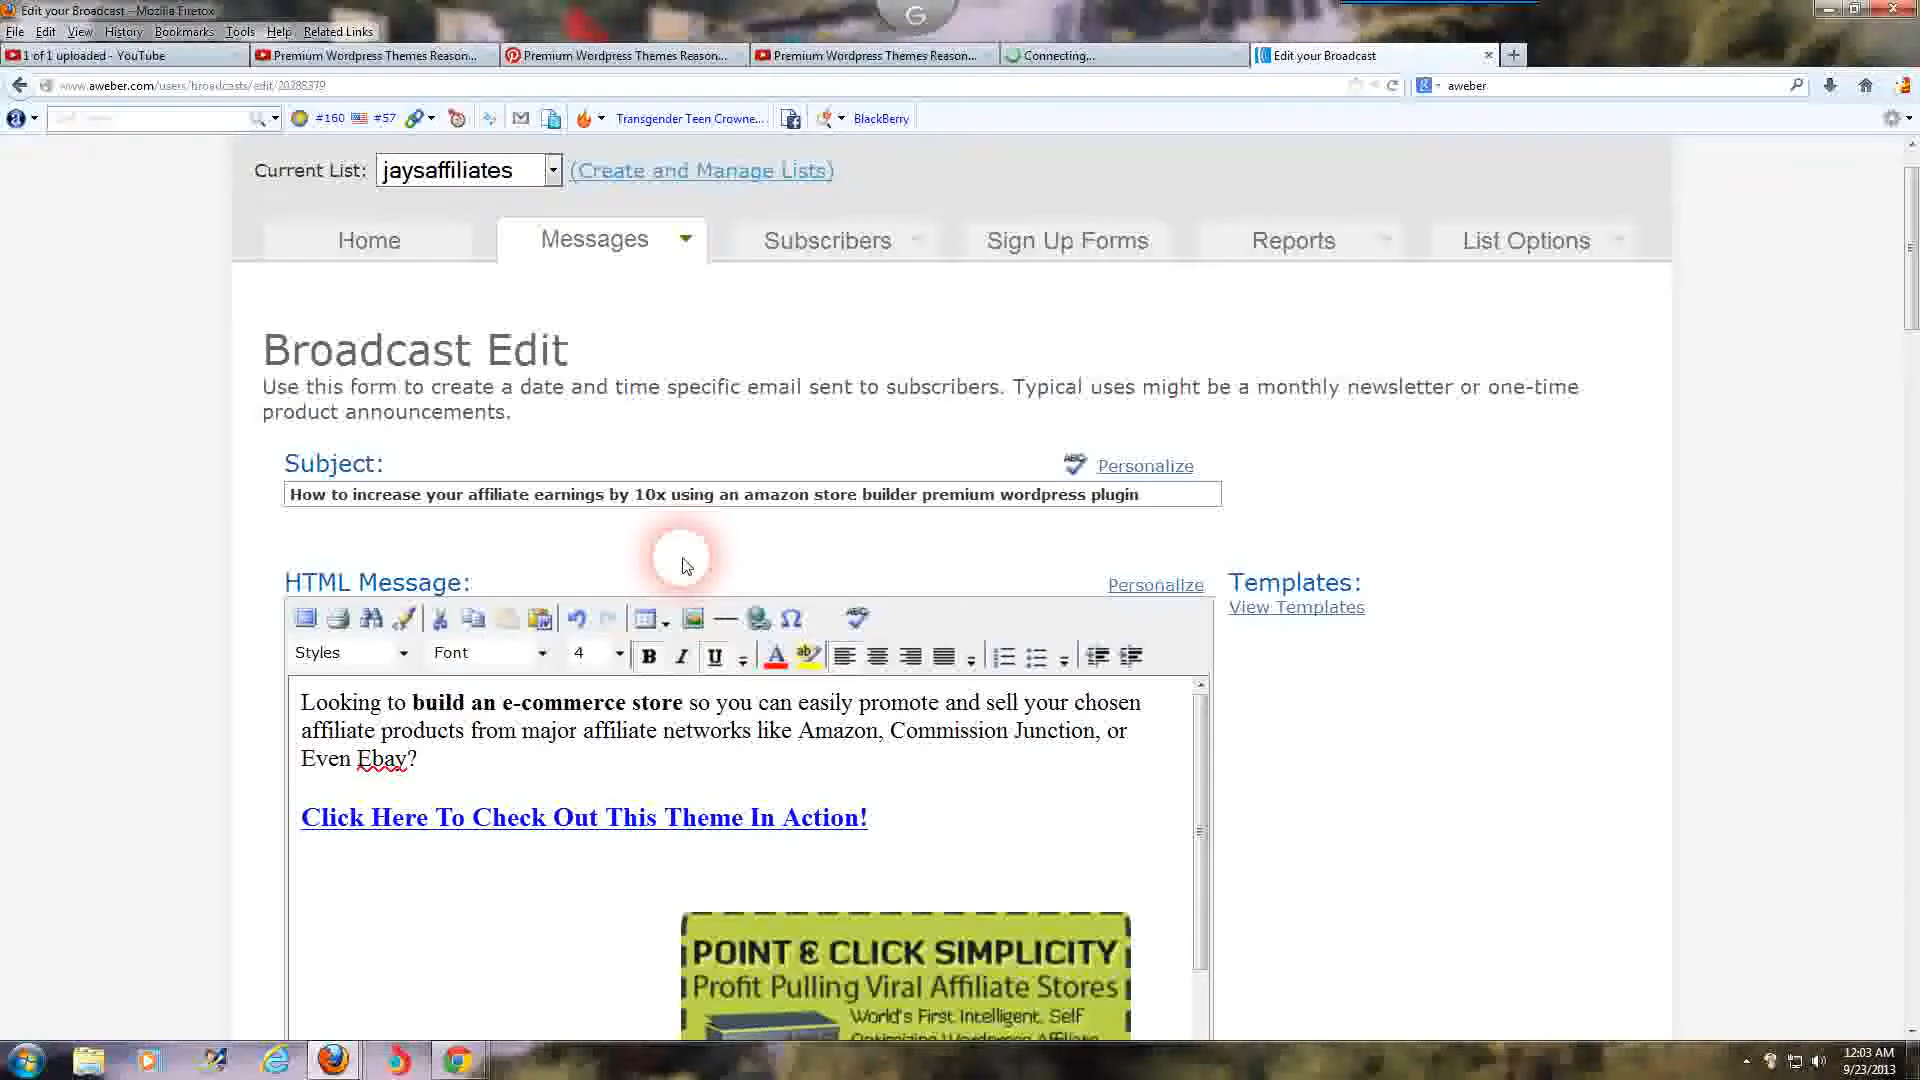 Edit your Broadcast - Mozilla Firefox
File Edit View History Bookmarks Tools Help Related Links
1 of 1 uploaded - YouTube
Premium Wordpress Themes Reason...
Premium Wordpress Themes Reason...
Premium Wordpress Themes Reason...
Connecting...
Edit your Broadcast
www.aweber.com/users/broadcasts/edit/20288379
aweber
#160 #57 Transgender Teen Crowne... BlackBerry
Current List: jaysaffiliates (Create and Manage Lists)
Home Messages Subscribers Sign Up Forms Reports List Options
Broadcast Edit
Use this form to create a date and time specific email sent to subscribers. Typical uses might be a monthly newsletter or one-time
product announcements.
Subject: ABC Personalize
How to increase your affiliate earnings by 10x using an amazon store builder premium wordpress plugin
HTML Message: Personalize Templates:
View Templates
Styles Font 4 B I U A ab
Looking to build an e-commerce store so you can easily promote and sell your chosen
affiliate products from major affiliate networks like Amazon, Commission Junction, or
Even Ebay?
Click Here To Check Out This Theme In Action!
POINT & CLICK SIMPLICITY
Profit Pulling Viral Affiliate Stores
World's First Intelligent, Self
Optimizing Wordpress Affiliate
12:03 AM
9/23/2013